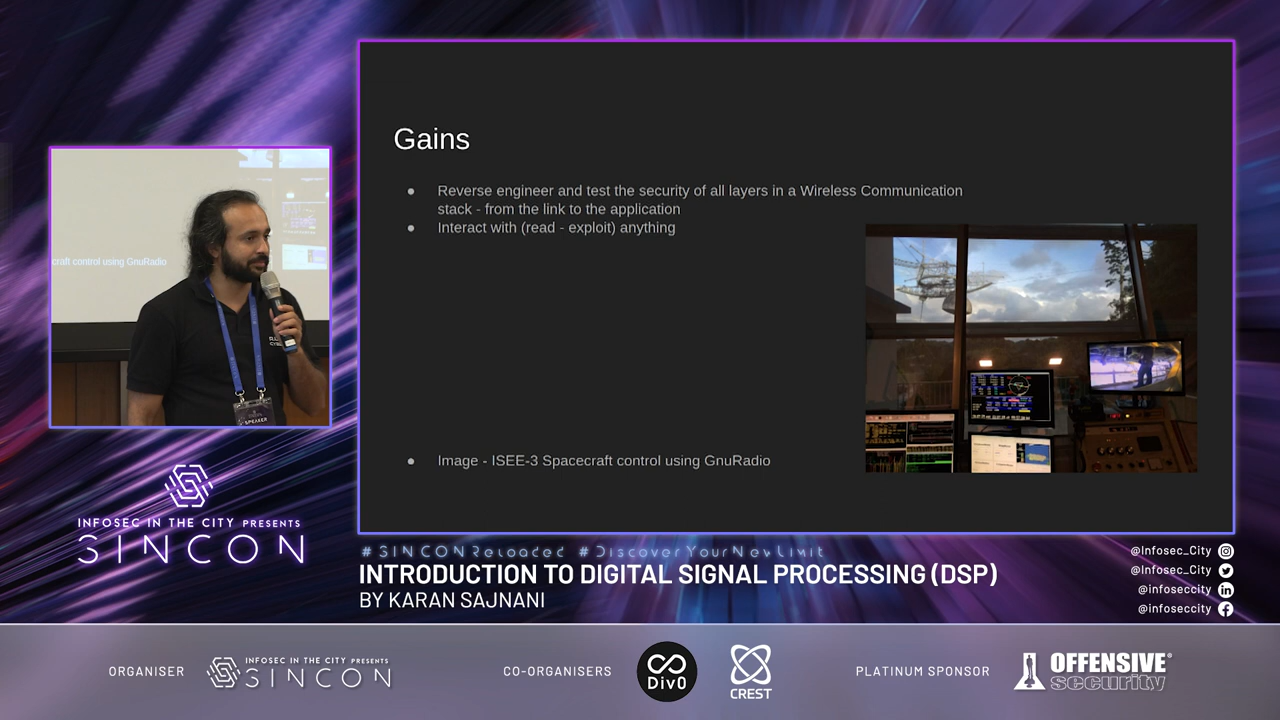 Gains
● Reverse engineer and test the security of all layers in a Wireless Communication
stack - from the link to the application
● Interact with (read - exploit) anything
● Image - ISEE-3 Spacecraft control using GnuRadio
craft control using GnuRadio
SPEAKER
INFOSEC IN THE CITY PRESENTS
SINCON
#SINCONReloaded #DiscoverYourNewLimit
INTRODUCTION TO DIGITAL SIGNAL PROCESSING (DSP)
BY KARAN SAJNANI
@Infosec_City
@Infosec_City
@infoseccity
@infoseccity
ORGANISER
INFOSEC IN THE CITY PRESENTS
SINCON
CO-ORGANISERS
Div0
CREST
PLATINUM SPONSOR
OFFENSIVE®
security